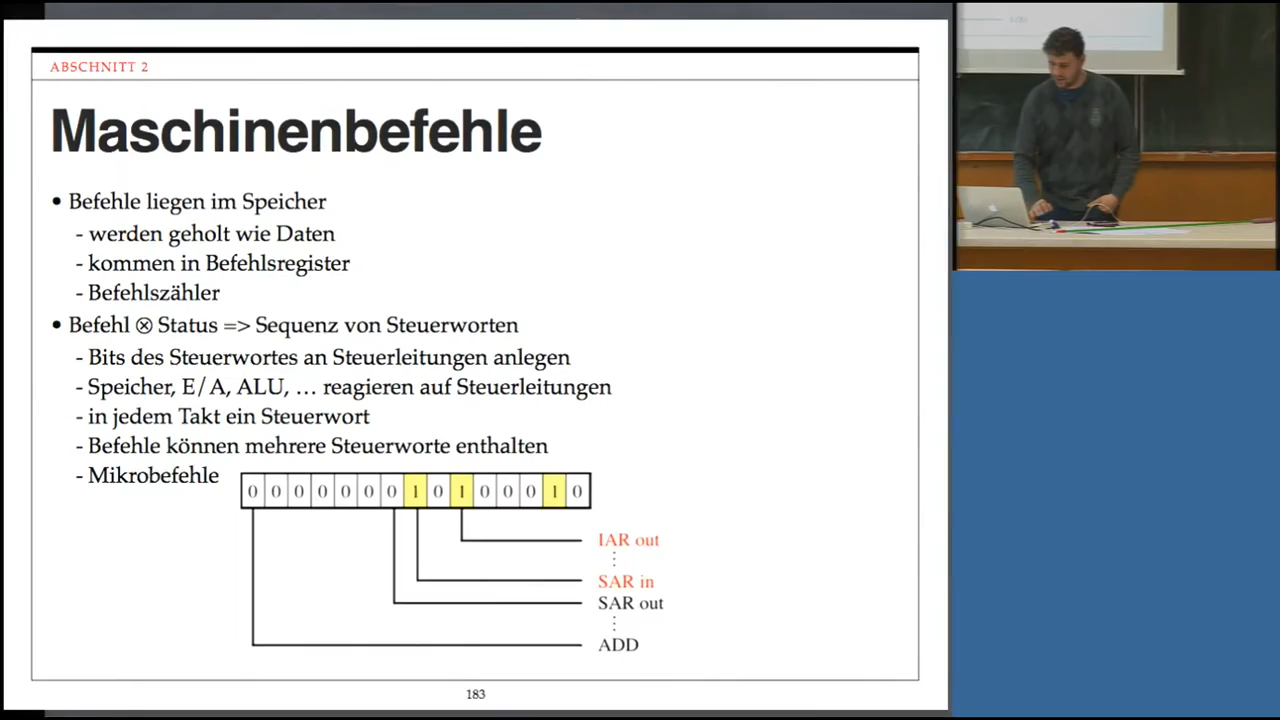 ABSCHNITT 2
Maschinenbefehle
• Befehle liegen im Speicher
- werden geholt wie Daten
- kommen in Befehlsregister
- Befehlszähler
• Befehl ⊗ Status => Sequenz von Steuerworten
- Bits des Steuerwortes an Steuerleitungen anlegen
- Speicher, E/A, ALU, … reagieren auf Steuerleitungen
- in jedem Takt ein Steuerwort
- Befehle können mehrere Steuerworte enthalten
- Mikrobefehle
0 0 0 0 0 0 0 1 0 1 0 0 0 1 0
IAR out
⋮
SAR in
SAR out
⋮
ADD
183